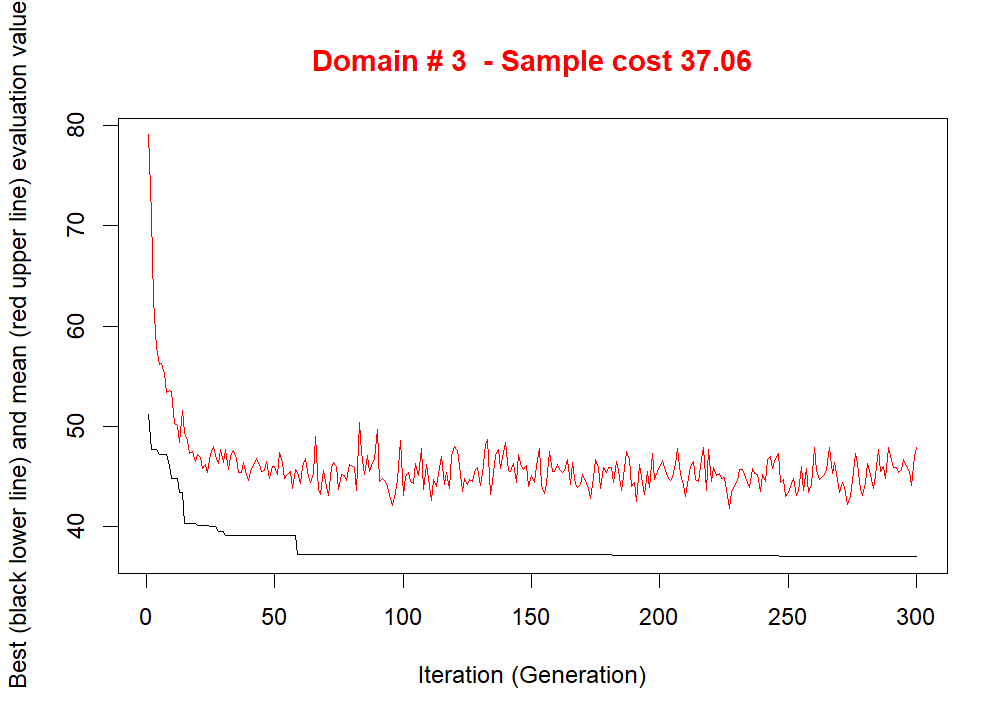 Domain # 3  - Sample cost 37.06
Best (black lower line) and mean (red upper line) evaluation value
80
70
60
50
40
0 50 100 150 200 250 300
Iteration (Generation)